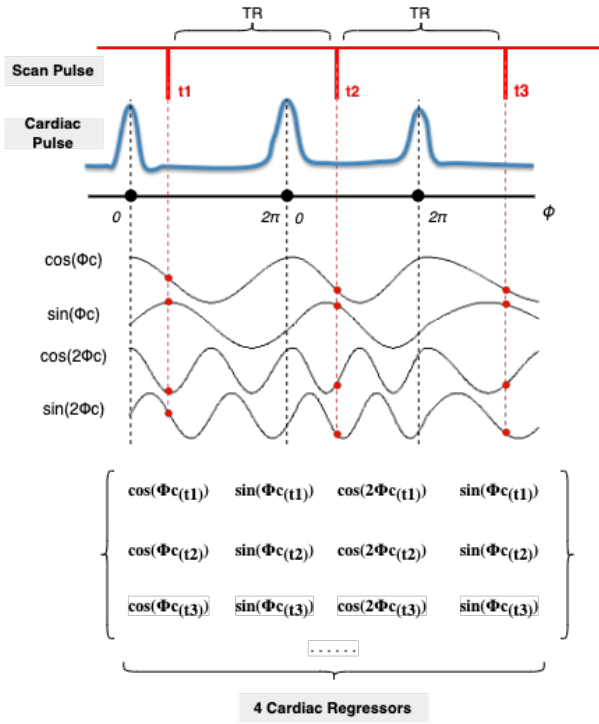 TR TR
Scan Pulse
t1 t2 t3
Cardiac
Pulse
0 2π 0 2π ϕ
cos(Φc)
sin(Φc)
cos(2Φc)
sin(2Φc)
cos(Φc(t1)) sin(Φc(t1)) cos(2Φc(t1)) sin(Φc(t1))
cos(Φc(t2)) sin(Φc(t2)) cos(2Φc(t2)) sin(Φc(t2))
cos(Φc(t3)) sin(Φc(t3)) cos(2Φc(t3)) sin(Φc(t3))
......
4 Cardiac Regressors